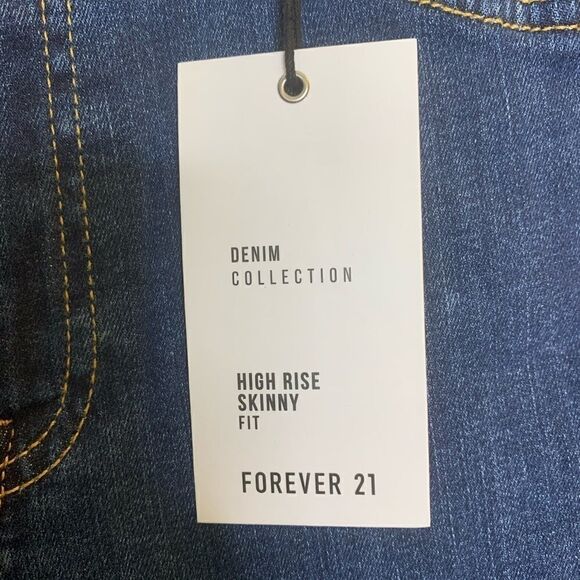 DENIM
COLLECTION
HIGH RISE
SKINNY
FIT
FOREVER 21